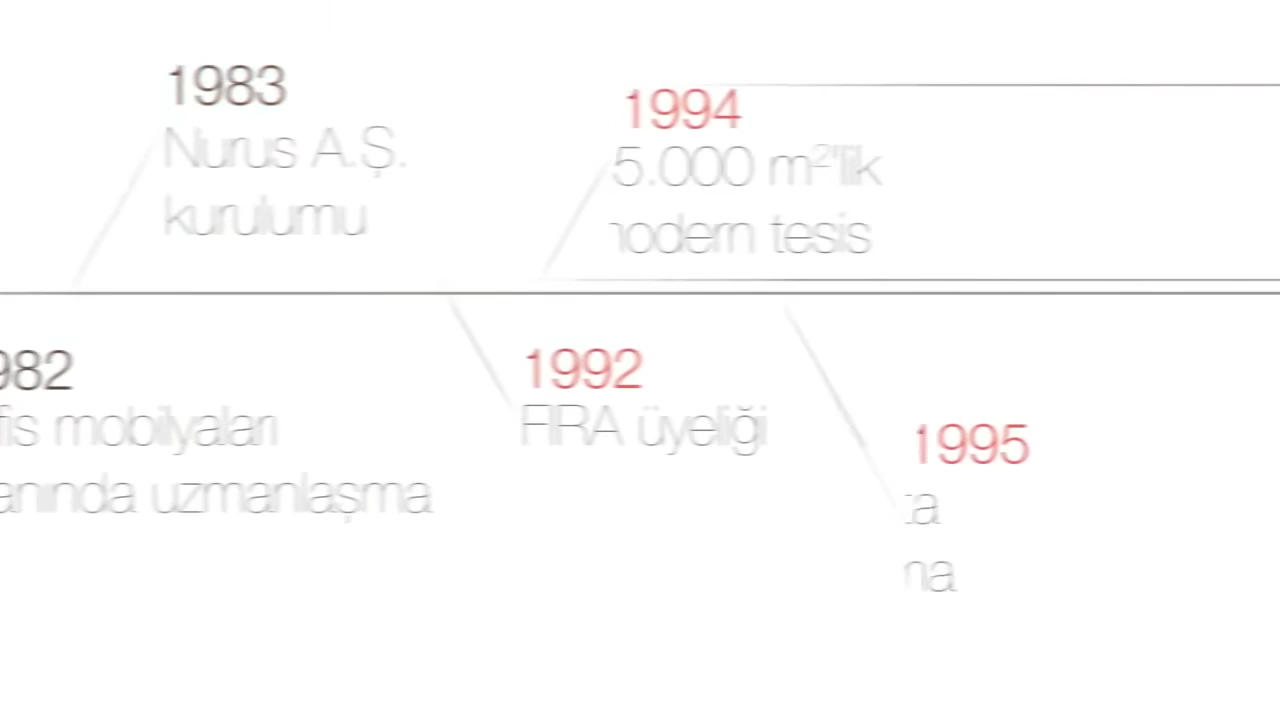 1983
Nurus A.Ş.
kurulumu
1994
5.000 m²'lik
modern tesis
982
fis mobilyaları
anında uzmanlaşma
1992
FIRA üyeliği
1995